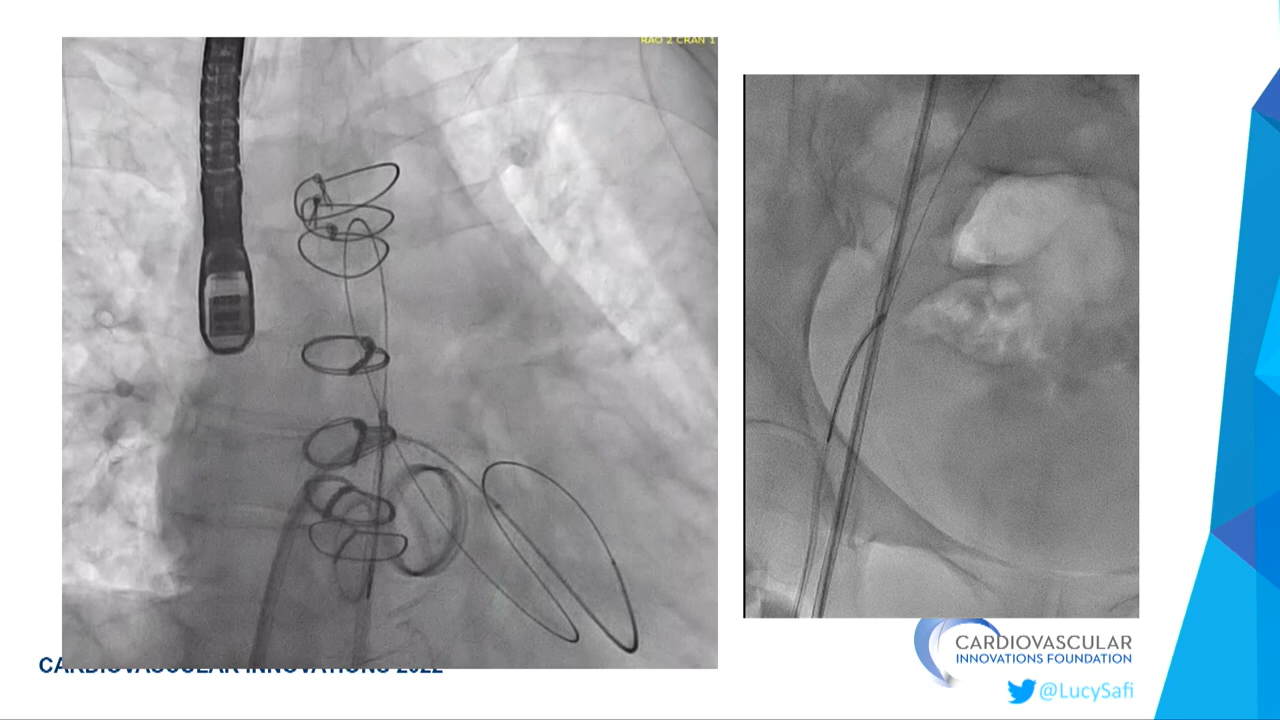 RAO 2 CRAN 1
CARDIOVASCULAR INNOVATIONS 2022
CARDIOVASCULAR
INNOVATIONS FOUNDATION
@LucySafi